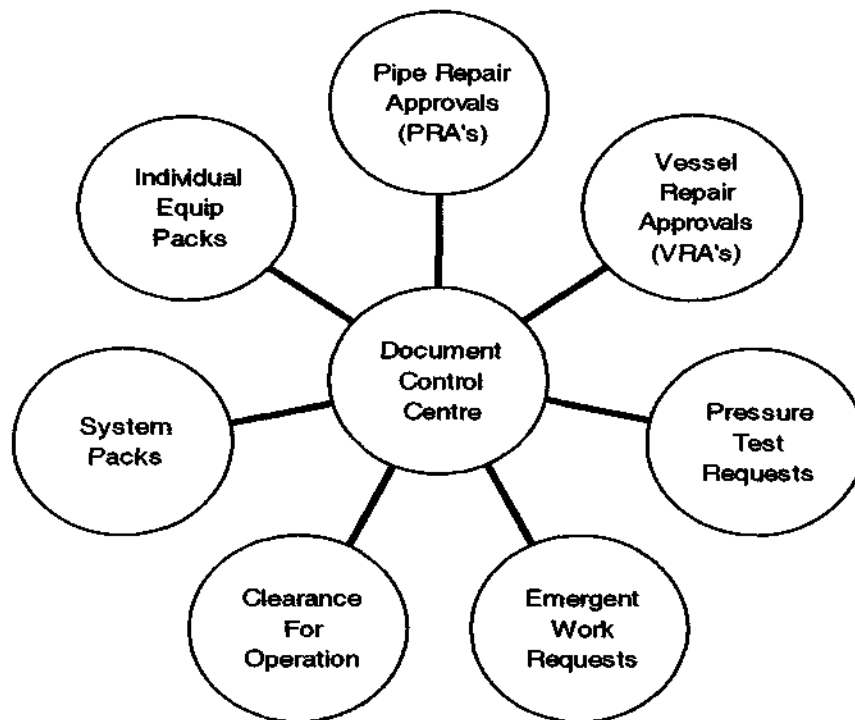 Pipe Repair
Approvals
(PRA's)
Vessel
Repair
Approvals
(VRA's)
Individual
Equip
Packs
Document
Control
Centre
Pressure
Test
Requests
System
Packs
Clearance
For
Operation
Emergent
Work
Requests